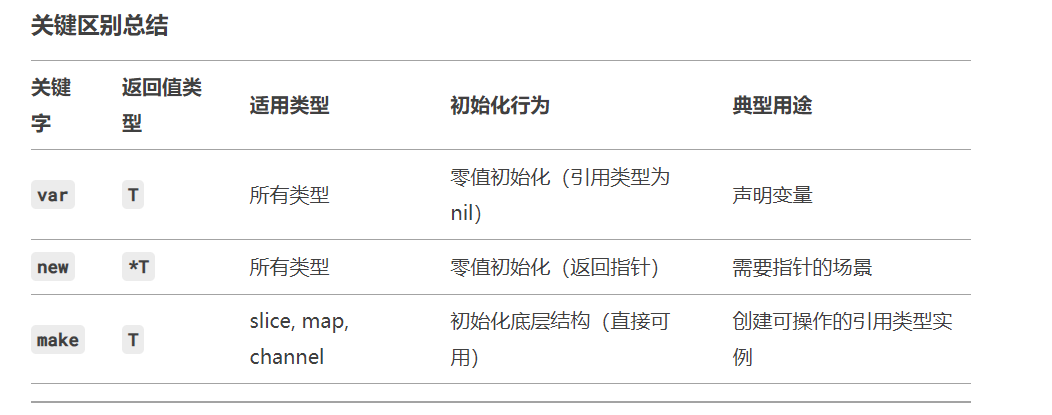 关键区别总结
关键
字
返回值类
型
适用类型
初始化行为
典型用途
var
T
所有类型
零值初始化（引用类型为
nil）
声明变量
new
*T
所有类型
零值初始化（返回指针）
需要指针的场景
make
T
slice, map,
channel
初始化底层结构（直接可
用）
创建可操作的引用类型实
例